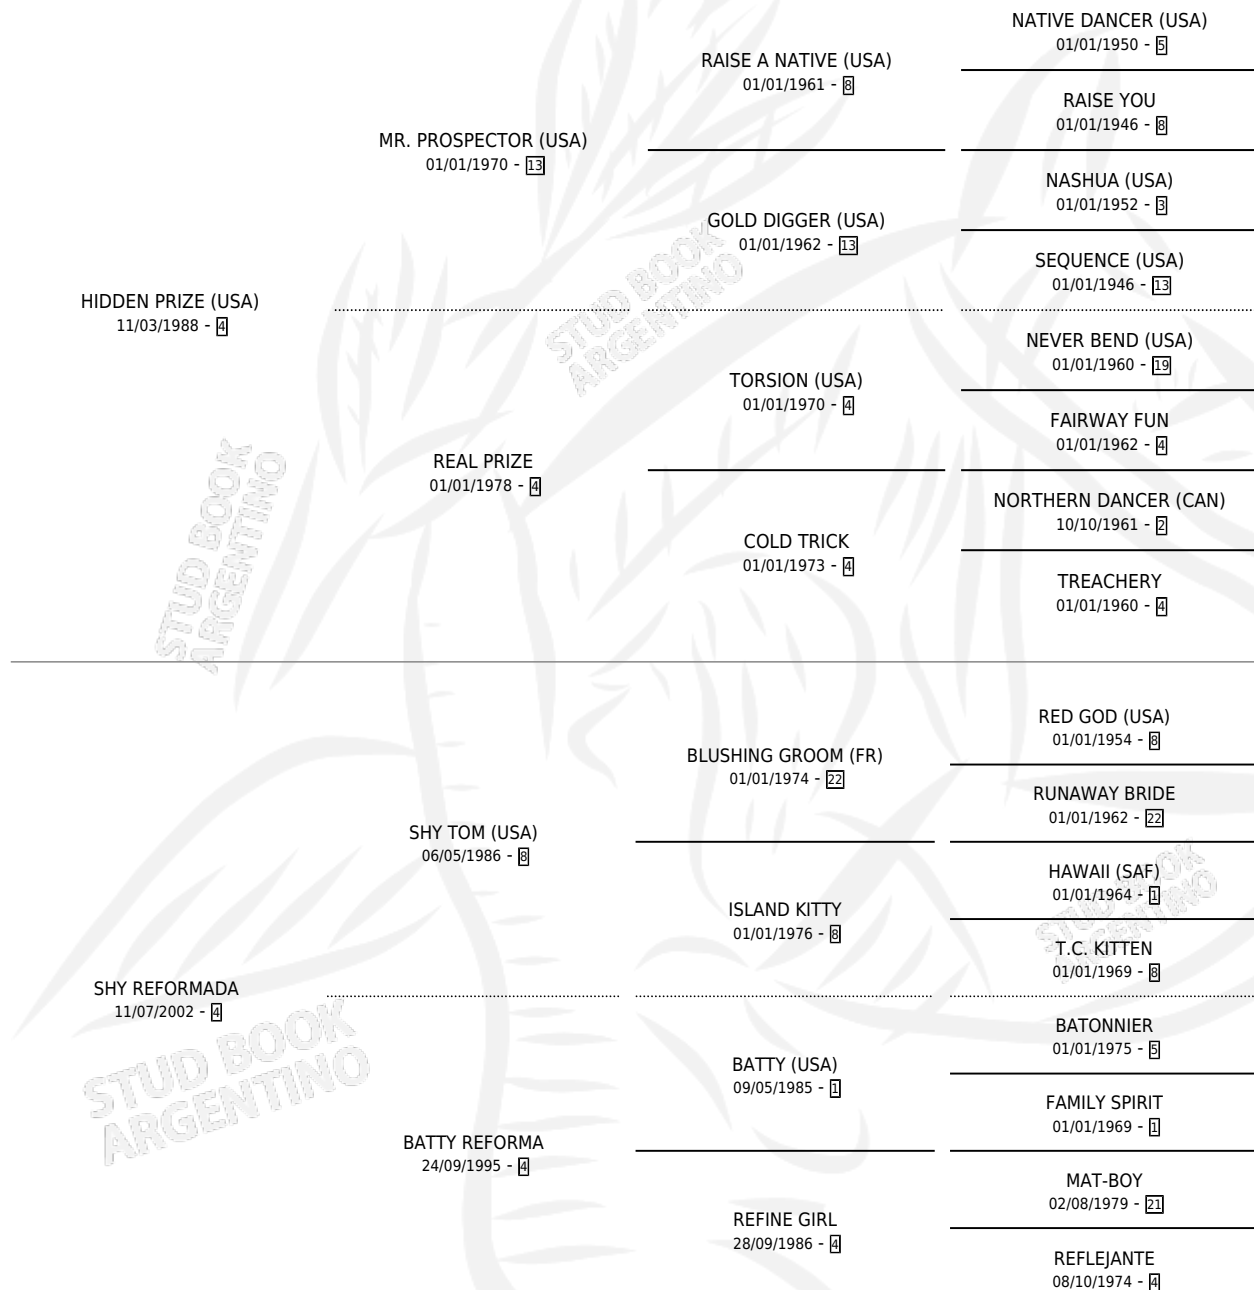 NATIVE DANCER (USA)
01/01/1950 - 5
RAISE A NATIVE (USA)
01/01/1961 - 8
RAISE YOU
01/01/1946 - 8
MR. PROSPECTOR (USA)
01/01/1970 - 13
NASHUA (USA)
01/01/1952 - 3
GOLD DIGGER (USA)
01/01/1962 - 13
SEQUENCE (USA)
01/01/1946 - 13
HIDDEN PRIZE (USA)
11/03/1988 - 4
NEVER BEND (USA)
01/01/1960 - 19
TORSION (USA)
01/01/1970 - 4
FAIRWAY FUN
01/01/1962 - 4
REAL PRIZE
01/01/1978 - 4
NORTHERN DANCER (CAN)
10/10/1961 - 2
COLD TRICK
01/01/1973 - 4
TREACHERY
01/01/1960 - 4
RED GOD (USA)
01/01/1954 - 8
BLUSHING GROOM (FR)
01/01/1974 - 22
RUNAWAY BRIDE
01/01/1962 - 22
SHY TOM (USA)
06/05/1986 - 8
HAWAII (SAF)
01/01/1964 - 1
ISLAND KITTY
01/01/1976 - 8
T.C. KITTEN
01/01/1969 - 8
SHY REFORMADA
11/07/2002 - 4
BATONNIER
01/01/1975 - 5
BATTY (USA)
09/05/1985 - 1
FAMILY SPIRIT
01/01/1969 - 1
BATTY REFORMA
24/09/1995 - 4
MAT-BOY
02/08/1979 - 21
REFINE GIRL
28/09/1986 - 4
REFLEJANTE
08/10/1974 - 4
STUD BOOK
ARGENTINO
STUD BOOK
ARGENTINO
STUD BOOK
ARGENTINO
STUD BOOK
ARGENTINO